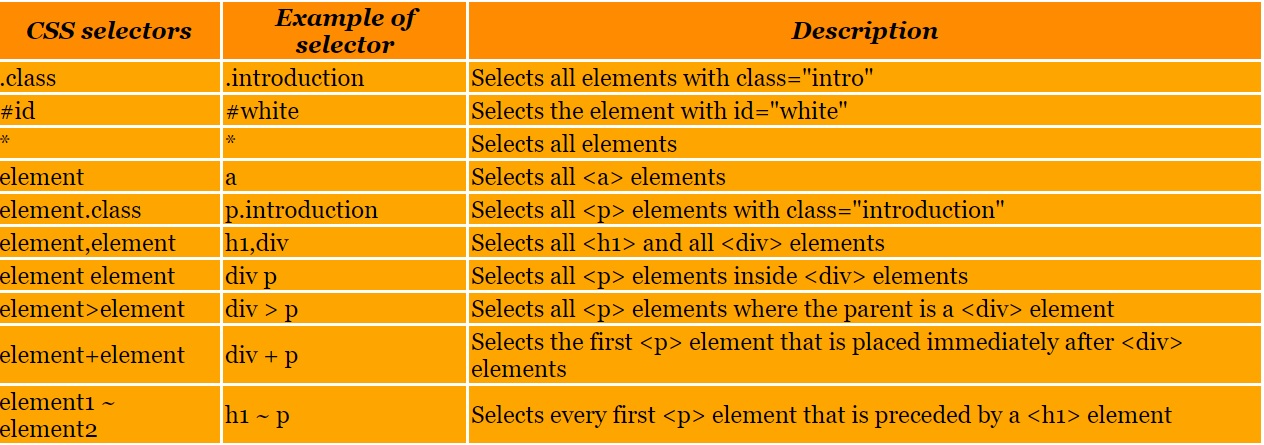 CSS selectors
Example of
selector
Description
.class
.introduction
Selects all elements with class="intro"
#id
#white
Selects the element with id="white"
*
*
Selects all elements
element
a
Selects all <a> elements
element.class
p.introduction
Selects all <p> elements with class="introduction"
element,element
h1,div
Selects all <h1> and all <div> elements
element element
div p
Selects all <p> elements inside <div> elements
element>element
div > p
Selects all <p> elements where the parent is a <div> element
element+element
div + p
Selects the first <p> element that is placed immediately after <div>
elements
element1 ~
element2
h1 ~ p
Selects every first <p> element that is preceded by a <h1> element